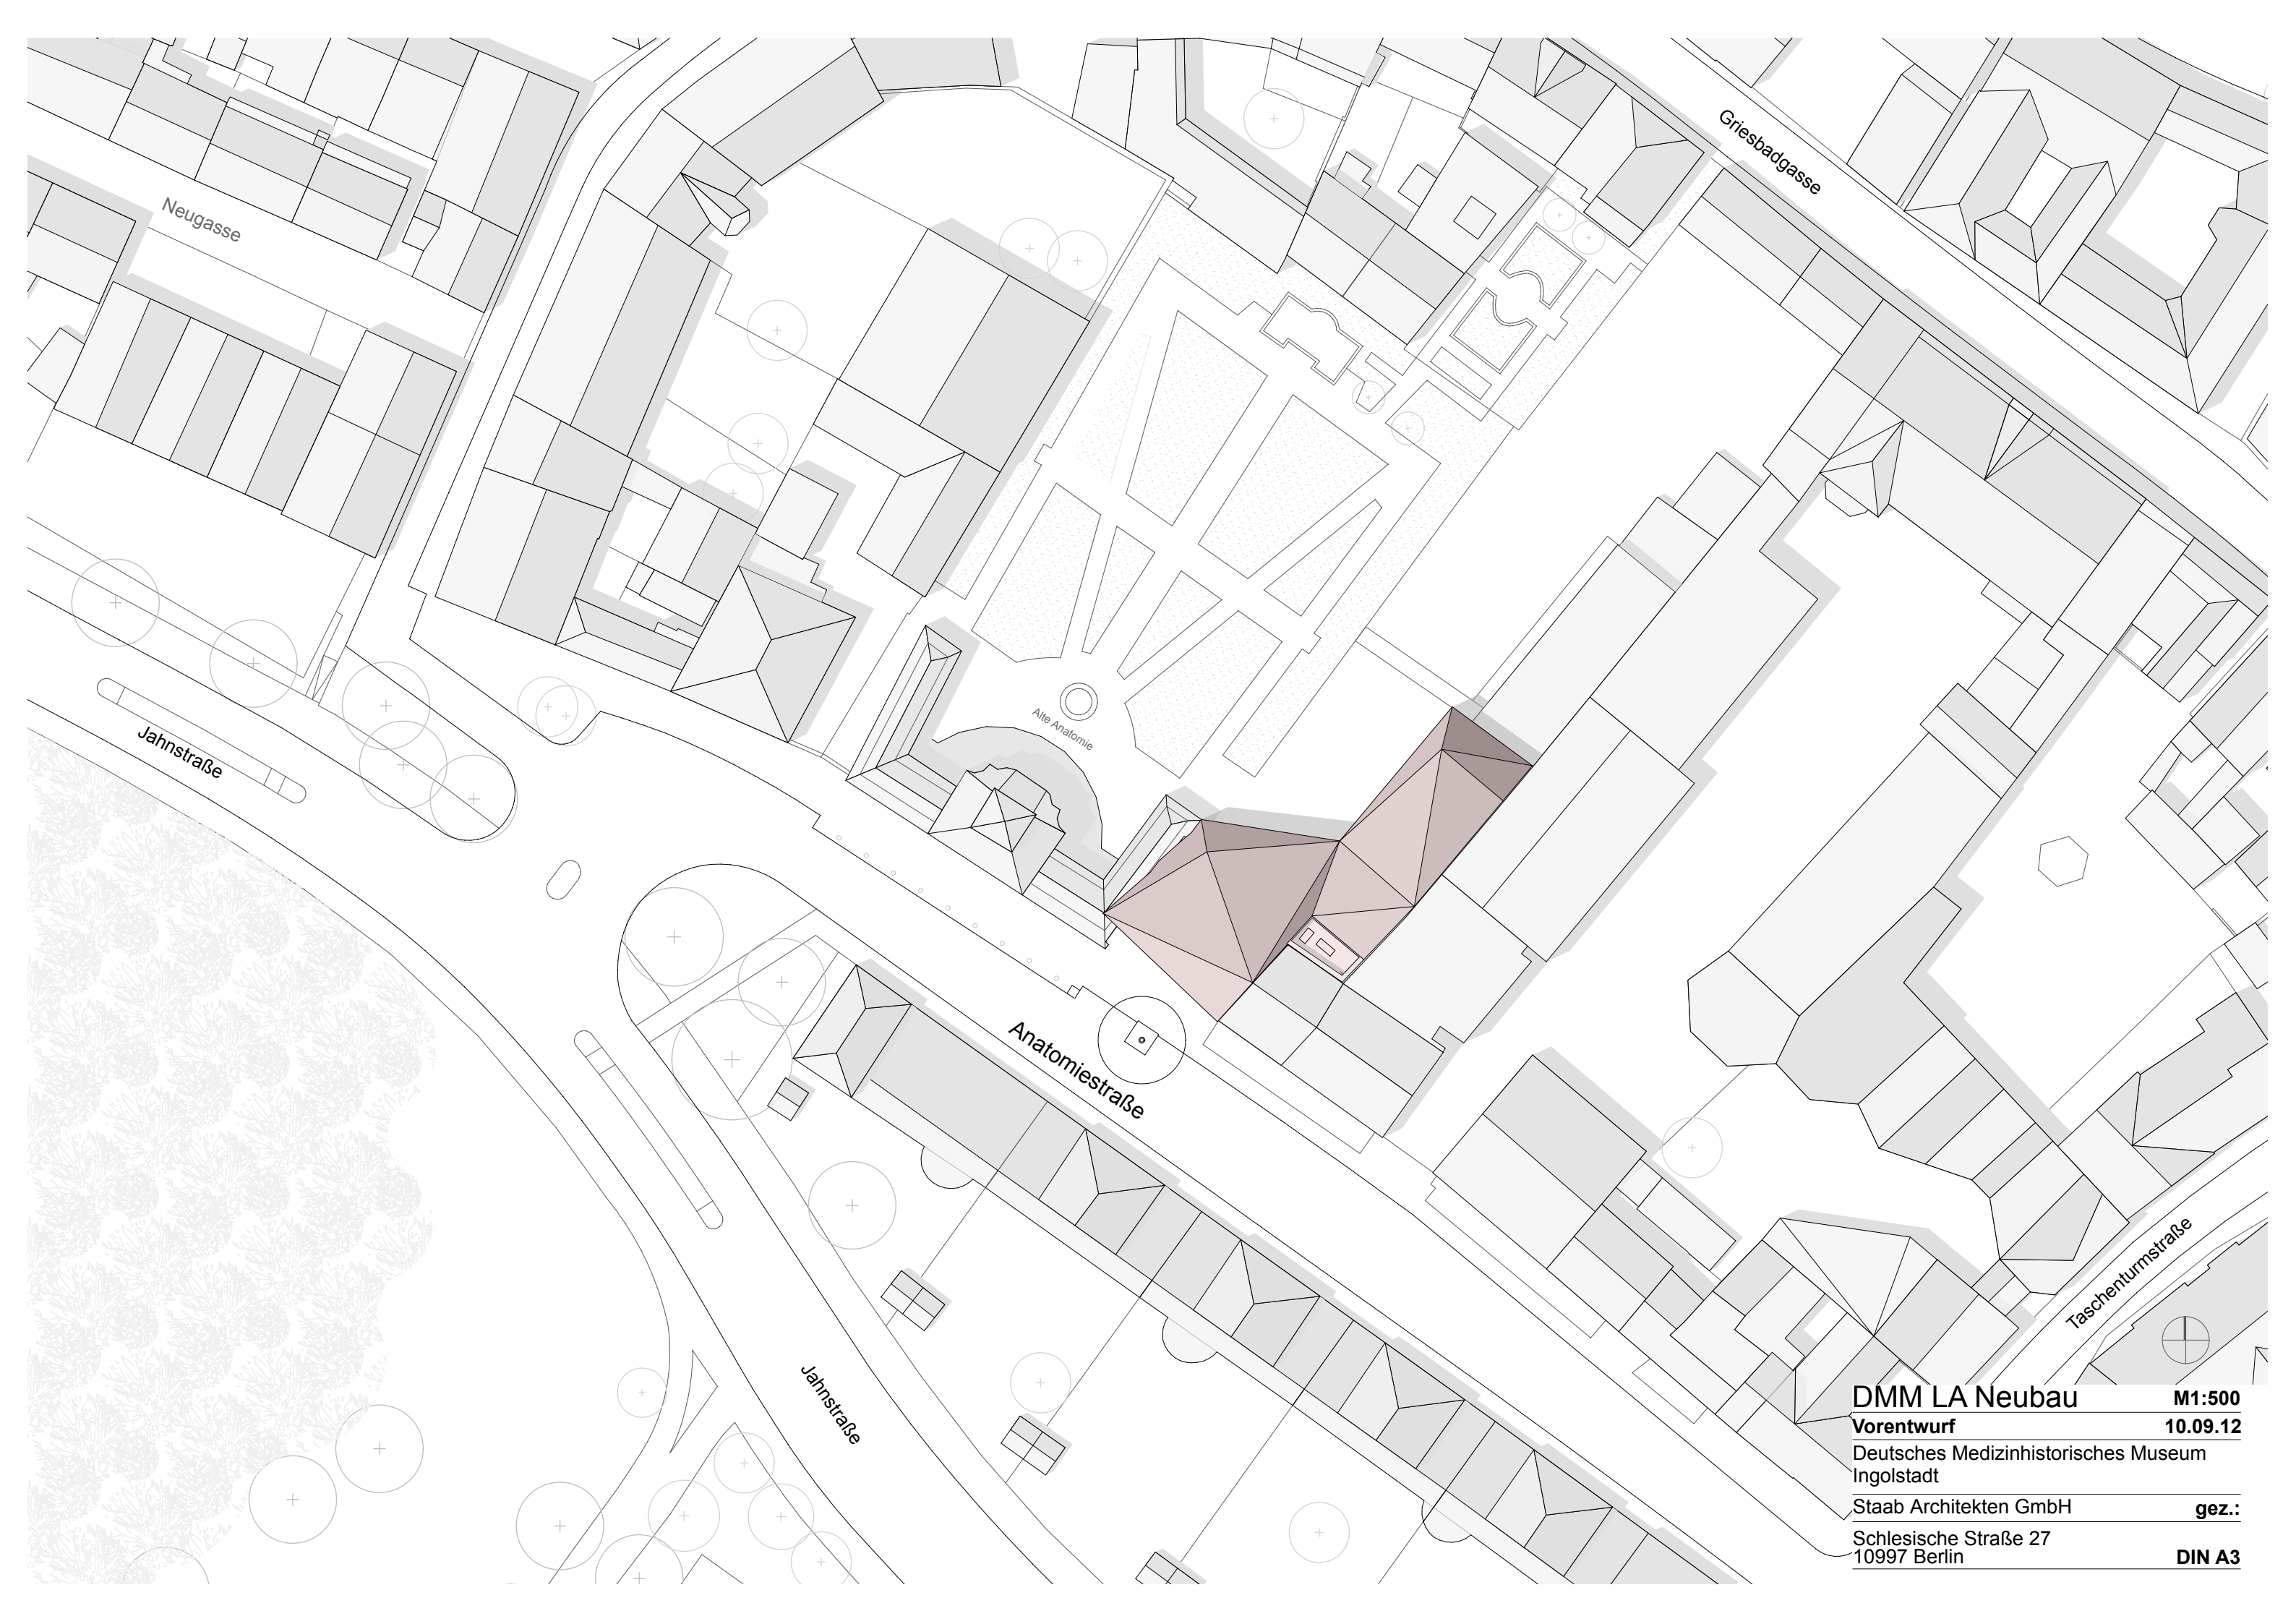 Griesbadgasse
Neugasse
Alte Anatomie
Jahnstraße
Anatomiestraße
Taschenturmstraße
Jahnstraße
DMM LA Neubau M1:500
Vorentwurf 10.09.12
Deutsches Medizinhistorisches Museum
Ingolstadt
Staab Architekten GmbH gez.:
Schlesische Straße 27
10997 Berlin DIN A3